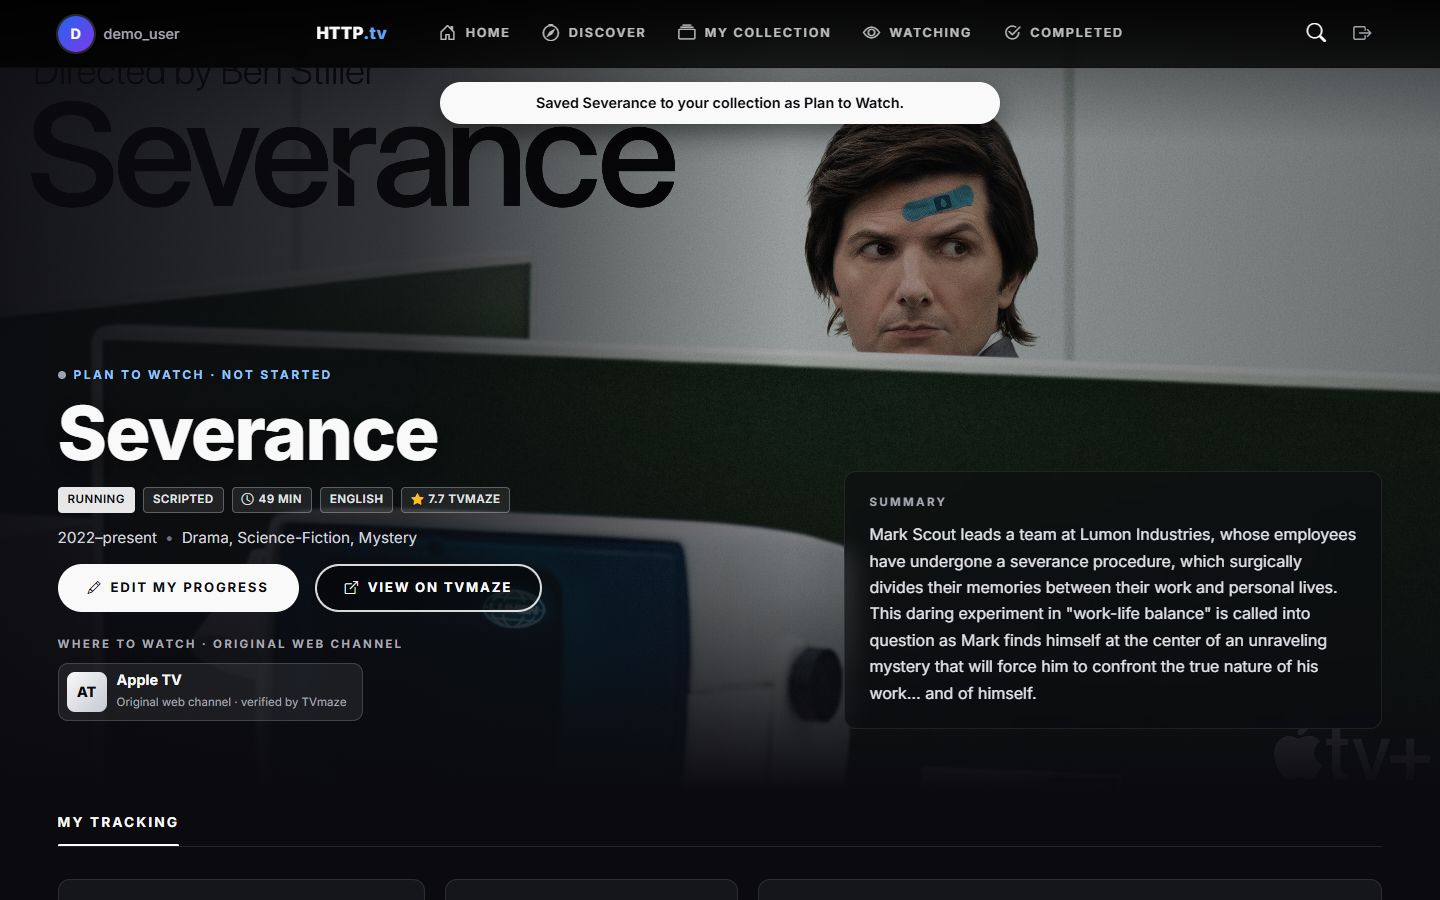 D
demo_user
HTTP.tv
HOME
DISCOVER
MY COLLECTION
WATCHING
COMPLETED
Directed by Ben Stiller
Saved Severance to your collection as Plan to Watch.
Severance
PLAN TO WATCH · NOT STARTED
Severance
RUNNING
SCRIPTED
49 MIN
ENGLISH
7.7 TVMAZE
2022–present • Drama, Science-Fiction, Mystery
EDIT MY PROGRESS
VIEW ON TVMAZE
WHERE TO WATCH · ORIGINAL WEB CHANNEL
AT
Apple TV
Original web channel · verified by TVmaze
SUMMARY
Mark Scout leads a team at Lumon Industries, whose employees
have undergone a severance procedure, which surgically
divides their memories between their work and personal lives.
This daring experiment in "work-life balance" is called into
question as Mark finds himself at the center of an unraveling
mystery that will force him to confront the true nature of his
work... and of himself.
tv+
MY TRACKING